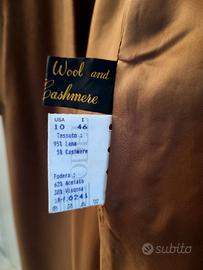 Wool and
Cashmere
USA I
10 46
Tessuto:
95% Lana
5% Cashmere
Fodera:
62% Acetato
38% Viscosa
subito